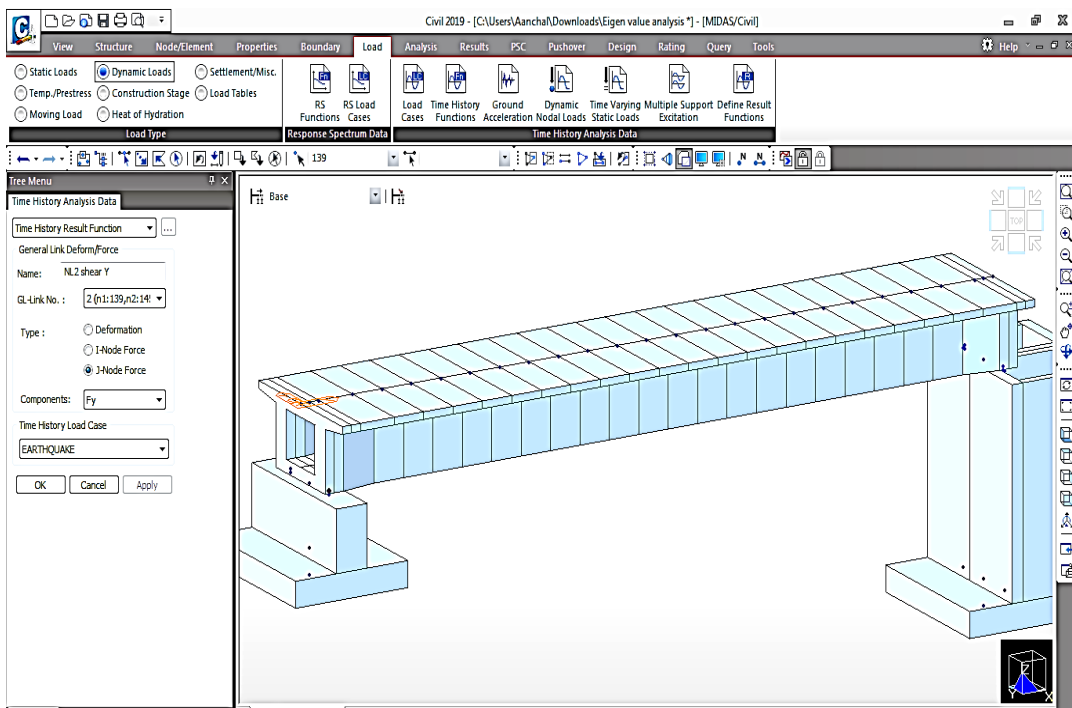 Civil 2019 - [C:\Users\Aanchal\Downloads\Eigen value analysis *] - [MIDAS/Civil]
View Structure Node/Element Properties Boundary Load Analysis Results PSC Pushover Design Rating Query Tools Help
Static Loads Dynamic Loads Settlement/Misc.
Temp./Prestress Construction Stage Load Tables
Moving Load Heat of Hydration
RS Functions
RS Load Cases
Load Cases
Time History Functions
Ground Acceleration
Dynamic Nodal Loads
Time Varying Static Loads
Multiple Support Excitation
Define Result Functions
Load Type Response Spectrum Data Time History Analysis Data
139
Tree Menu
Time History Analysis Data
Base
TOP
Time History Result Function ...
General Link Deform/Force
Name: NL2 shear Y
GL-Link No. : 2 (n1:139,n2:14
Type : Deformation
I-Node Force
J-Node Force
Components: Fy
Time History Load Case
EARTHQUAKE
OK Cancel Apply
Z
Y X